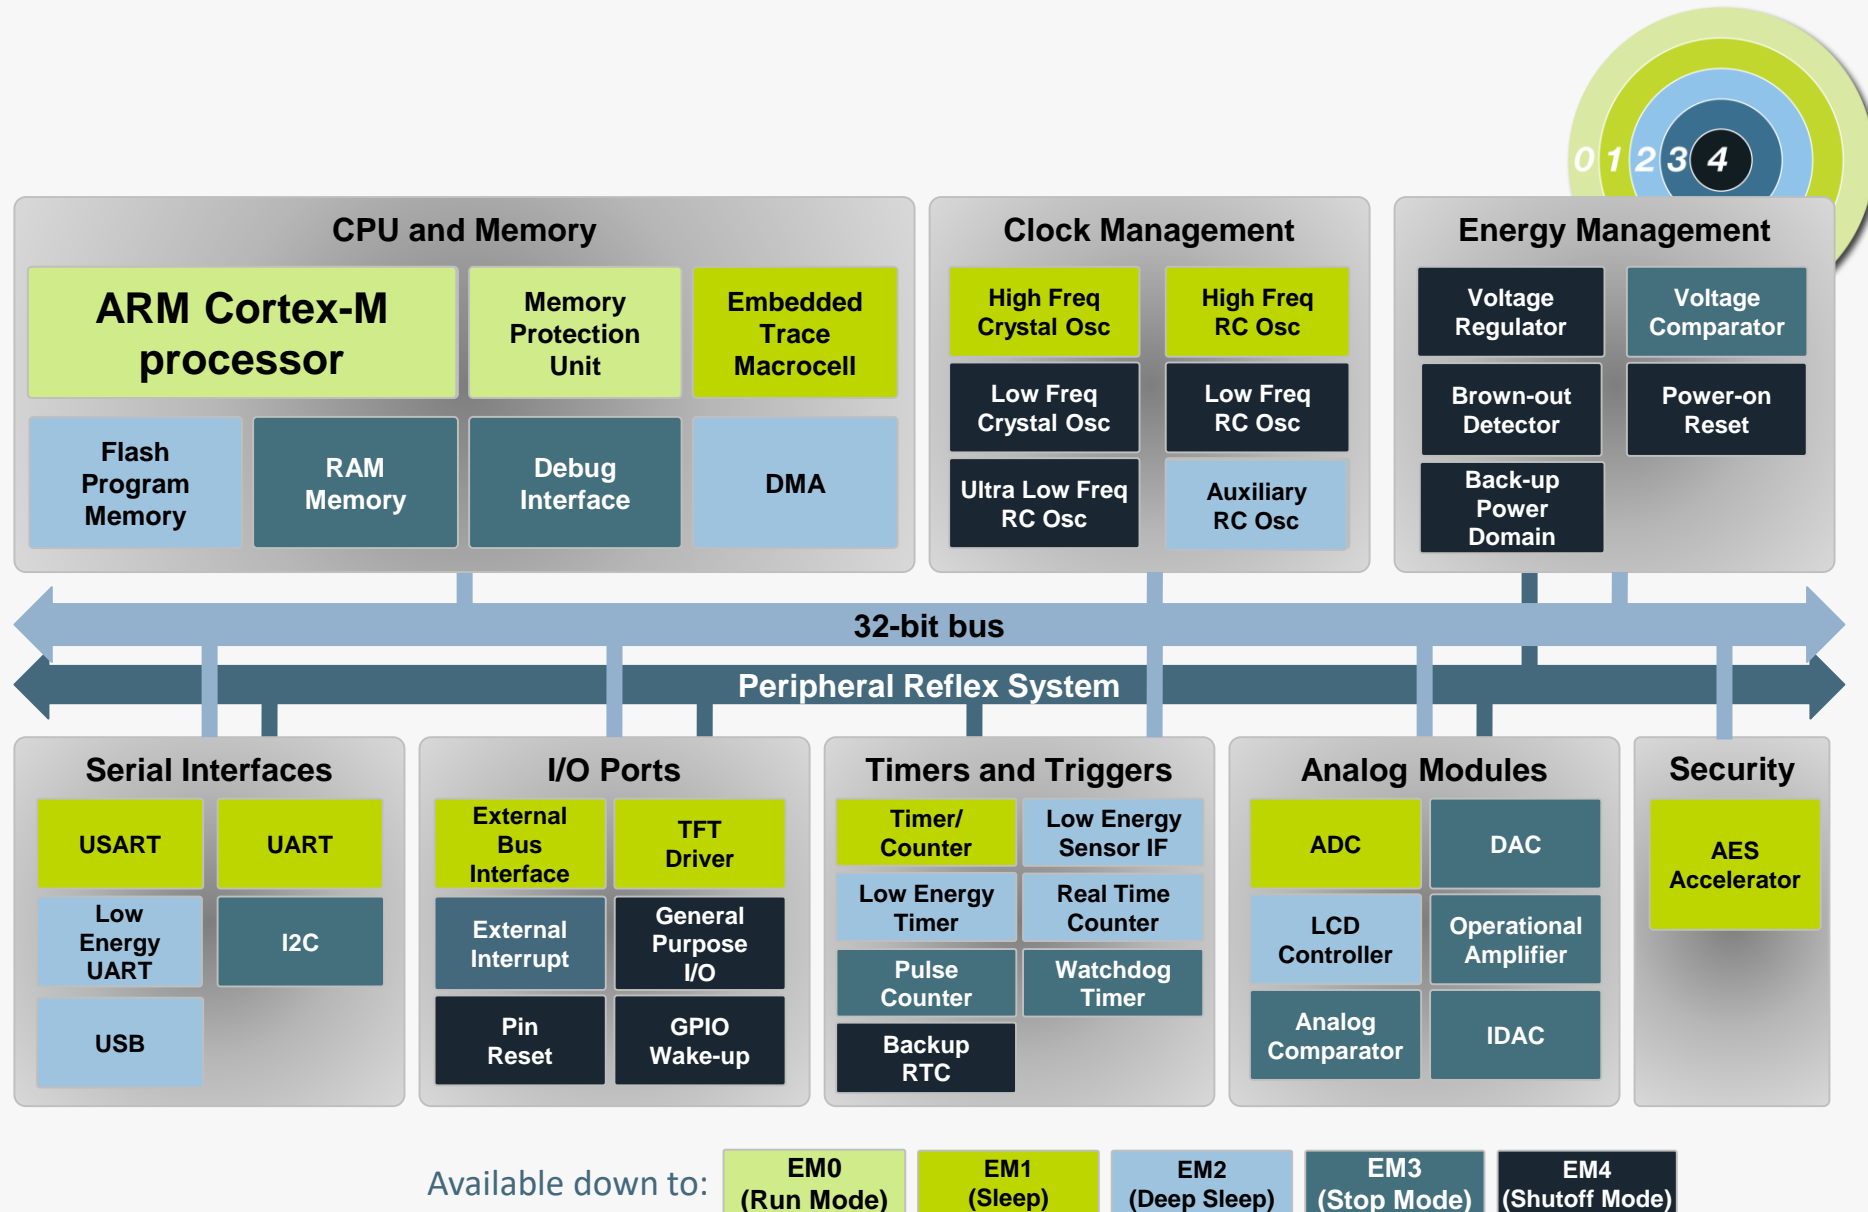 0 1 2 3 4
CPU and Memory
ARM Cortex-M
processor
Memory
Protection
Unit
Embedded
Trace
Macrocell
Flash
Program
Memory
RAM
Memory
Debug
Interface
DMA
Clock Management
High Freq
Crystal Osc
High Freq
RC Osc
Low Freq
Crystal Osc
Low Freq
RC Osc
Ultra Low Freq
RC Osc
Auxiliary
RC Osc
Energy Management
Voltage
Regulator
Voltage
Comparator
Brown-out
Detector
Power-on
Reset
Back-up
Power
Domain
32-bit bus
Peripheral Reflex System
Serial Interfaces
USART
UART
Low
Energy
UART
I2C
USB
I/O Ports
External
Bus
Interface
TFT
Driver
External
Interrupt
General
Purpose
I/O
Pin
Reset
GPIO
Wake-up
Timers and Triggers
Timer/
Counter
Low Energy
Sensor IF
Low Energy
Timer
Real Time
Counter
Pulse
Counter
Watchdog
Timer
Backup
RTC
Analog Modules
ADC
DAC
LCD
Controller
Operational
Amplifier
Analog
Comparator
IDAC
Security
AES
Accelerator
Available down to:
EM0
(Run Mode)
EM1
(Sleep)
EM2
(Deep Sleep)
EM3
(Stop Mode)
EM4
(Shutoff Mode)